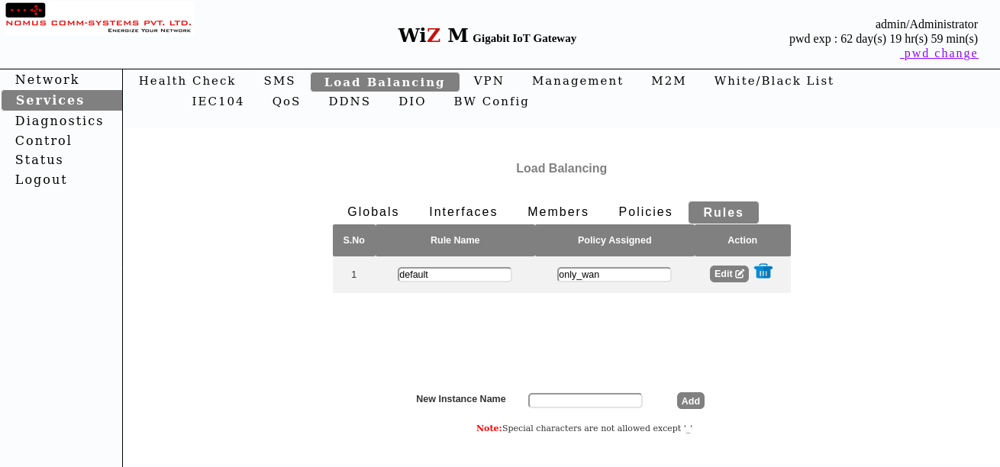 NOMUS COMM-SYSTEMS PVT. LTD.
Energize Your Network
WiZ M Gigabit IoT Gateway
admin/Administrator
pwd exp : 62 day(s) 19 hr(s) 59 min(s)
pwd change
Network
Services
Diagnostics
Control
Status
Logout
Health Check SMS Load Balancing VPN Management M2M White/Black List
IEC104 QoS DDNS DIO BW Config
Load Balancing
Globals Interfaces Members Policies Rules
S.No Rule Name Policy Assigned Action
1 default only_wan Edit
New Instance Name Add
Note:Special characters are not allowed except '_'